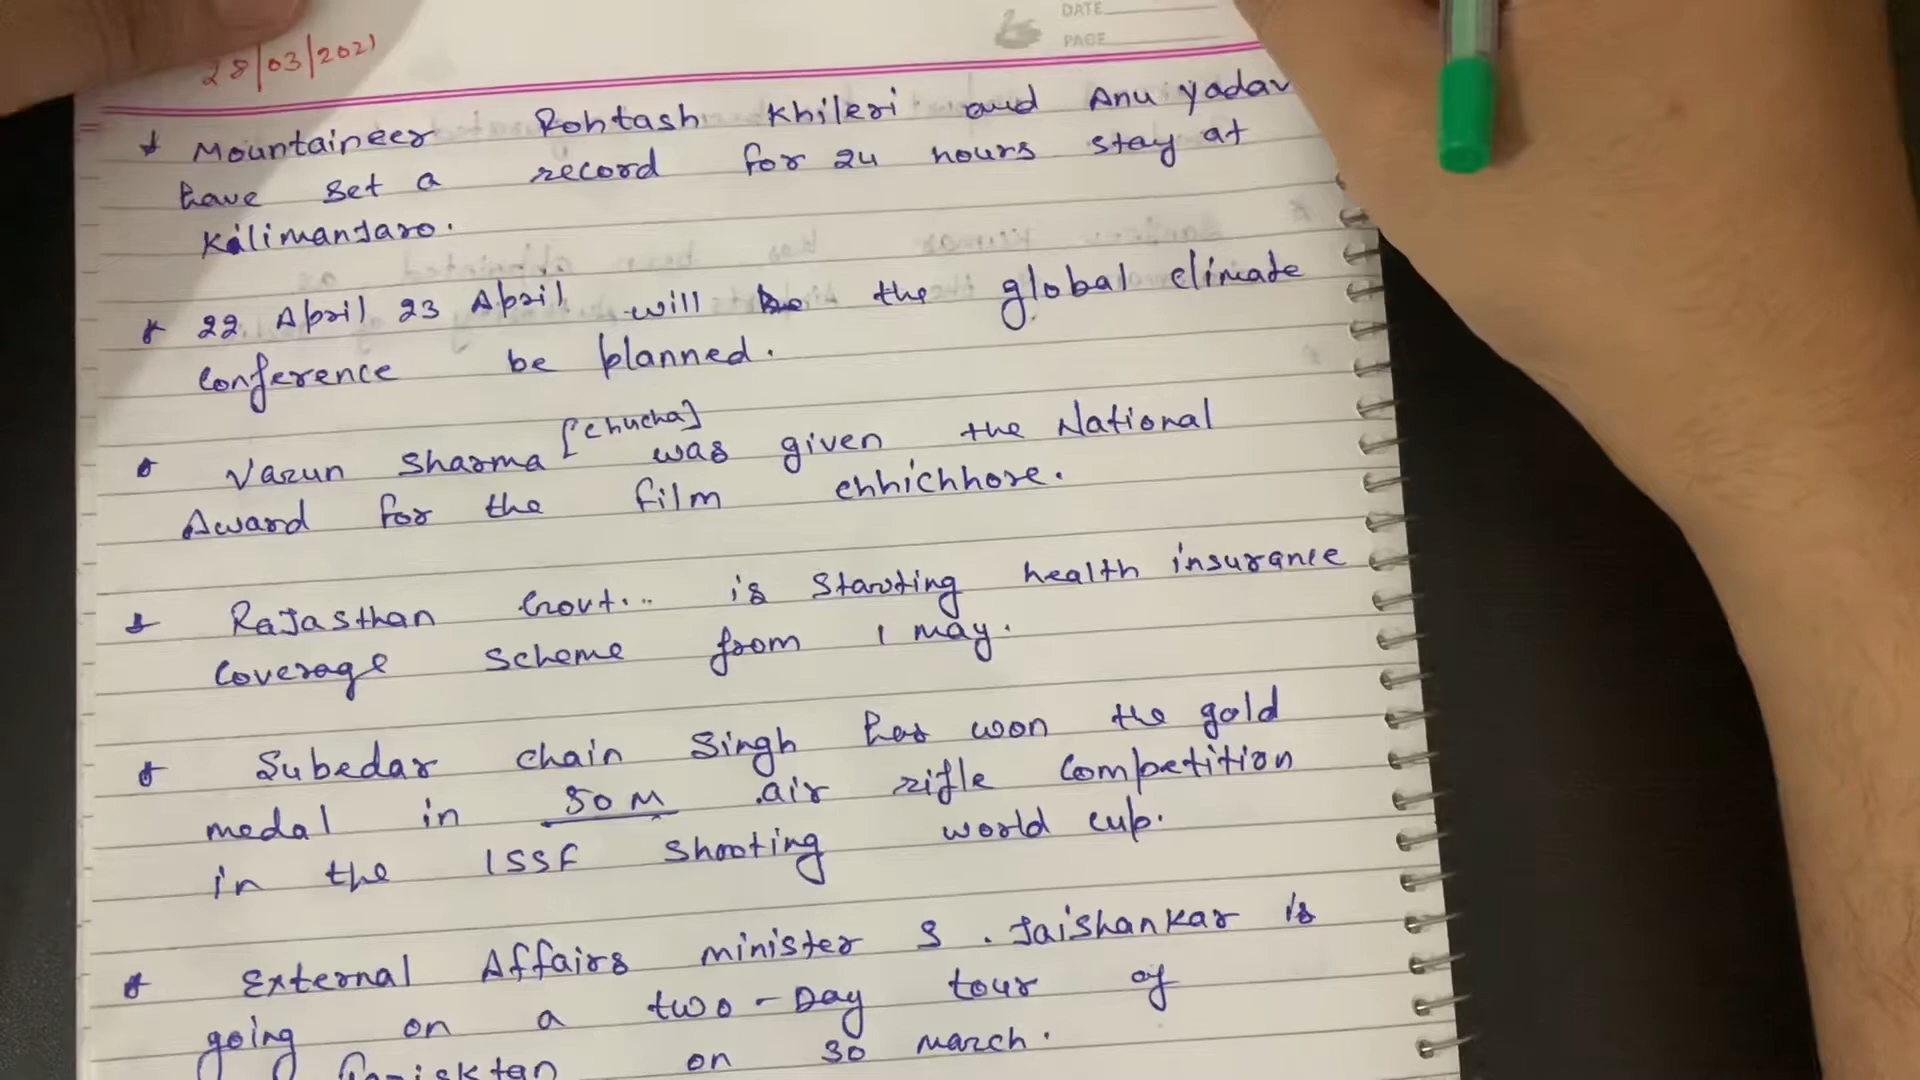 DATE
PAGE
28/03/2021
Mountaineer Rohtash Khileri and Anu yadav
have set a record for 24 hours stay at
Kilimanjaro.
22 April 23 April will the global climate
conference be planned.
[chucha]
Varun Sharma was given the National
Award for the film chhichhore.
Rajasthan Govt... is starting health insurance
coverage scheme from 1 may.
Subedar chain Singh has won the gold
medal in 50 M air rifle competition
in the ISSF shooting world cup.
External Affairs minister S. Jaishankar is
going on a two-Day tour of
on 30 march.